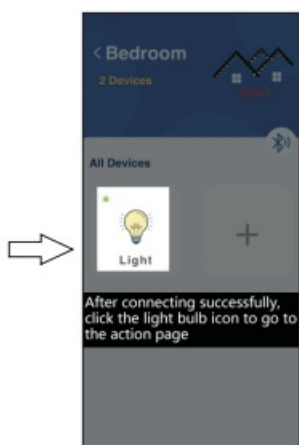 < Bedroom
2 Devices
All Devices
Light
+
After connecting successfully,
click the light bulb icon to go to
the action page